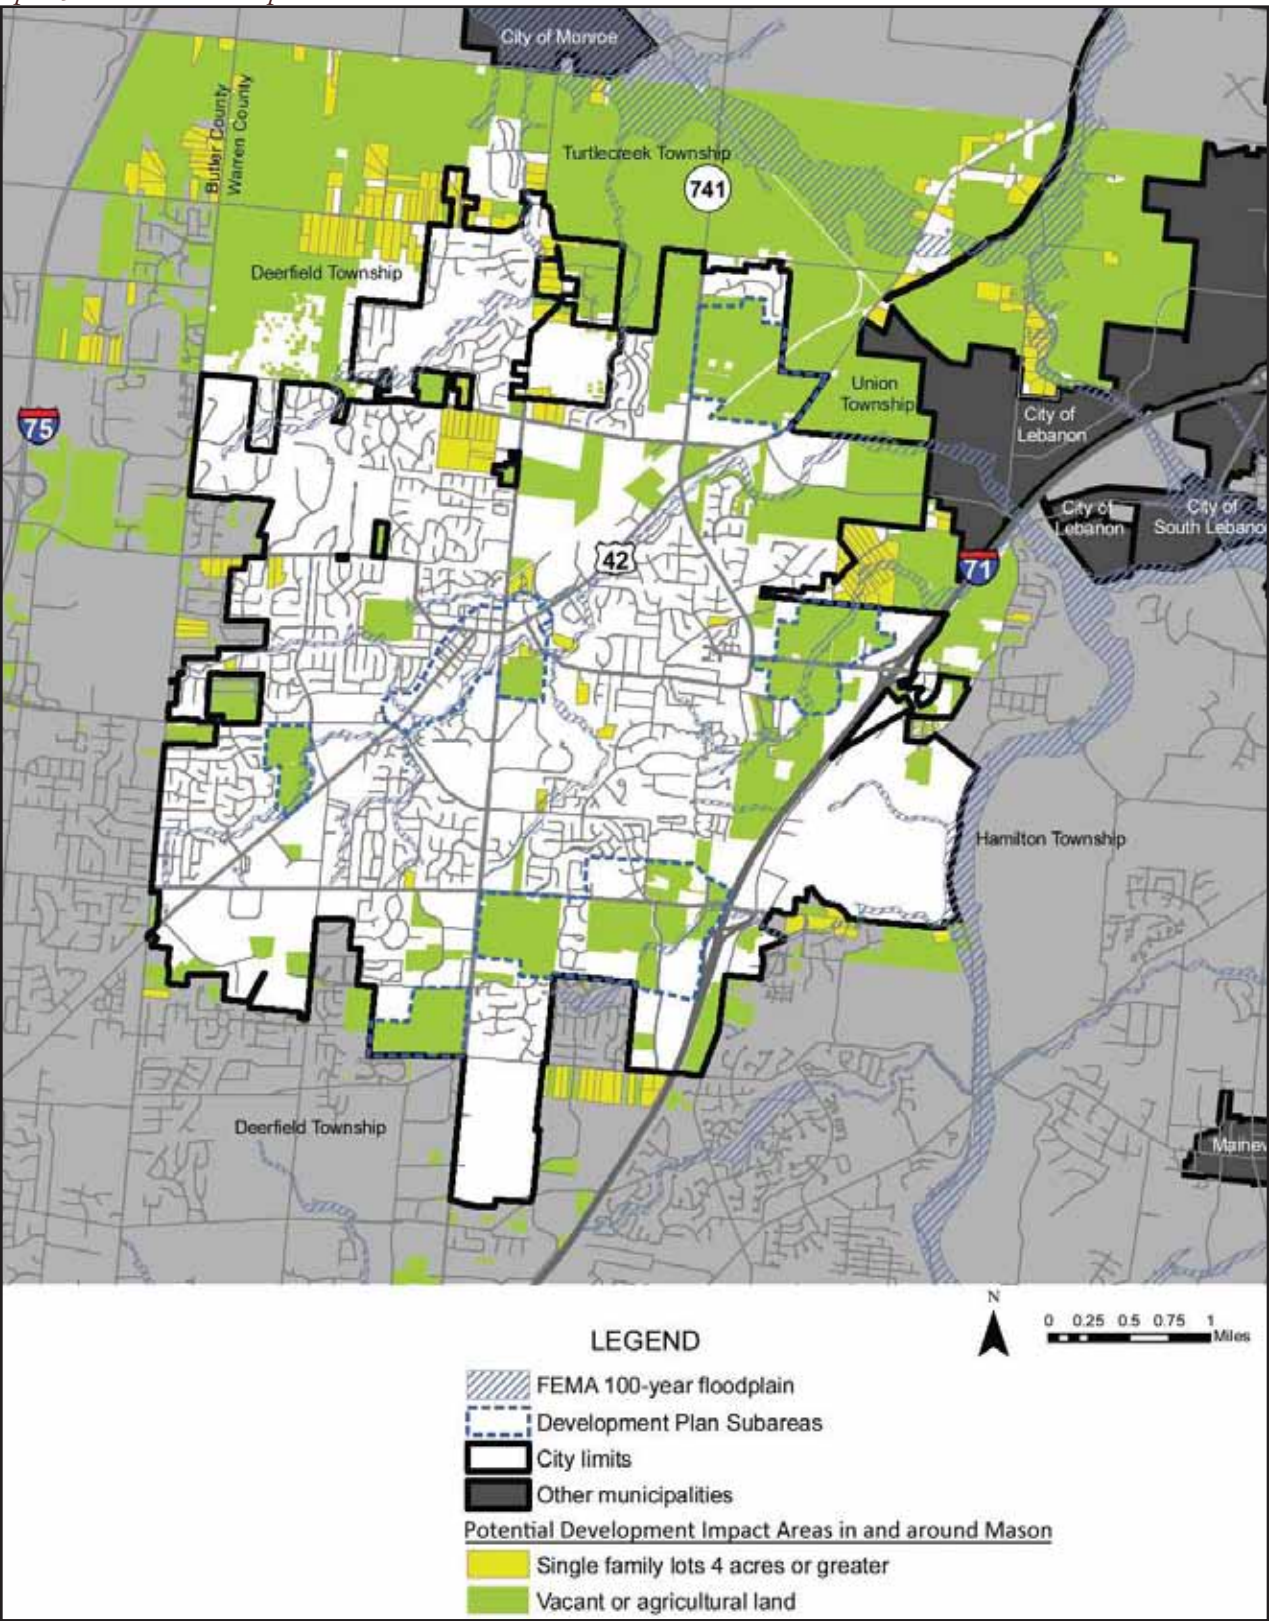 City of Monroe
Butler County
Warren County
Turtlecreek Township
741
Deerfield Township
Union
Township
75
City of
Lebanon
City of
Lebanon
City of
South Lebano
42
71
Hamilton Township
Deerfield Township
Mainev
N
0 0.25 0.5 0.75 1
Miles
LEGEND
FEMA 100-year floodplain
Development Plan Subareas
City limits
Other municipalities
Potential Development Impact Areas in and around Mason
Single family lots 4 acres or greater
Vacant or agricultural land